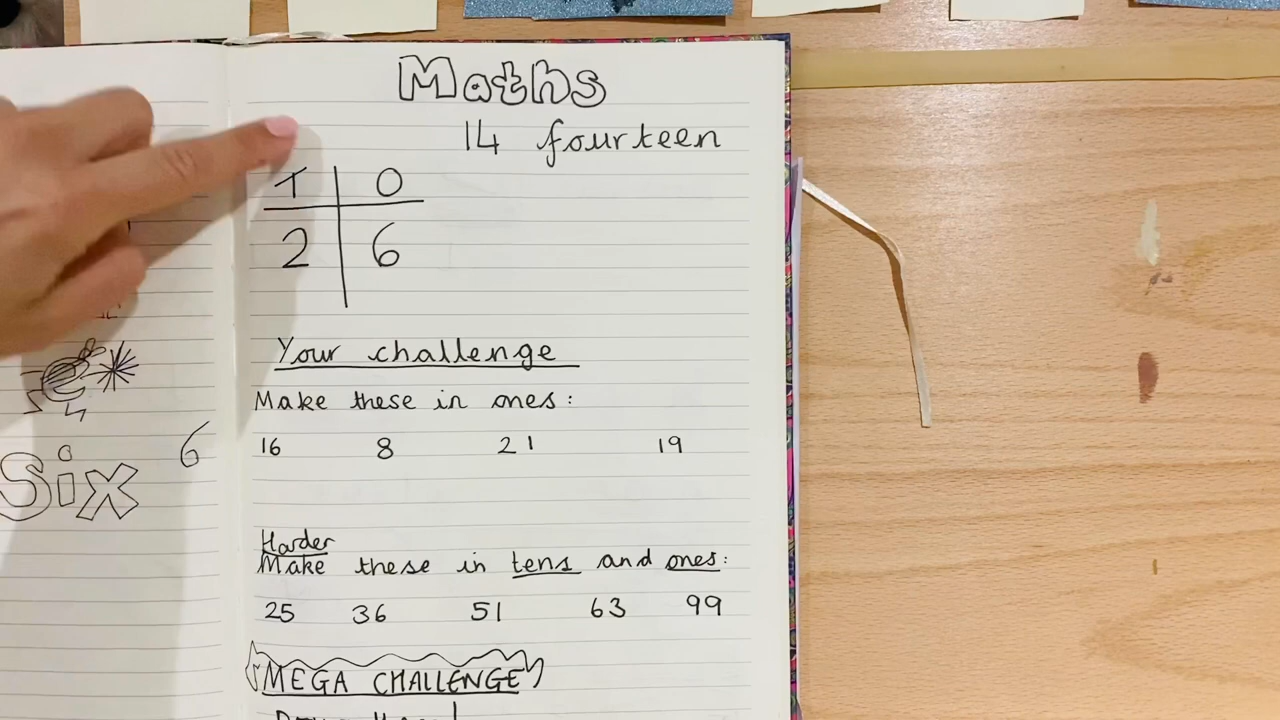 Maths
14 fourteen
T O
2 6
Your challenge
Make these in ones:
16 8 21 19
Six 6
Harder
Make these in tens and ones:
25 36 51 63 99
MEGA CHALLENGE